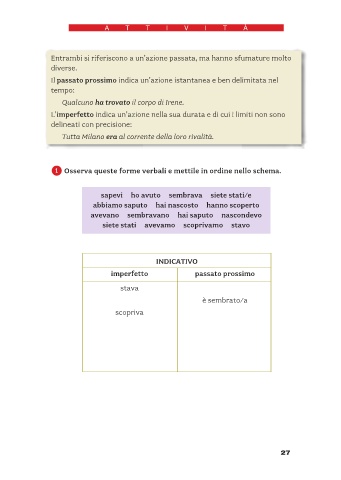 ATTIVITÀ
Entrambi si riferiscono a un'azione passata, ma hanno sfumature molto
diverse.
Il passato prossimo indica un'azione istantanea e ben delimitata nel
tempo:
Qualcuno ha trovato il corpo di Irene.
L'imperfetto indica un'azione nella sua durata e di cui i limiti non sono
delineati con precisione:
Tutta Milano era al corrente della loro rivalità.
1 Osserva queste forme verbali e mettile in ordine nello schema.
sapevi ho avuto sembrava siete stati/e
abbiamo saputo hai nascosto hanno scoperto
avevano sembravano hai saputo nascondevo
siete stati avevamo scoprivamo stavo
INDICATIVO
imperfetto passato prossimo
stava
è sembrato/a
scopriva
27